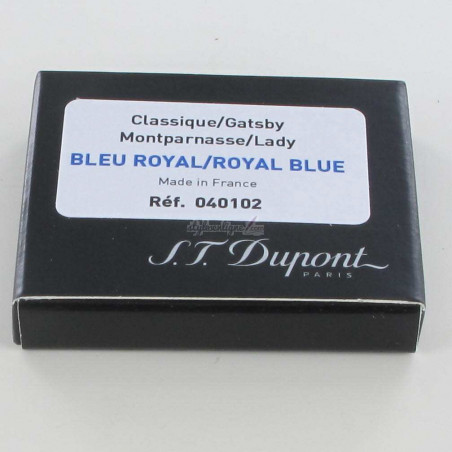 Classique/Gatsby
Montparnasse/Lady
BLEU ROYAL/ROYAL BLUE
Made in France
Réf. 040102
S.T. Dupont
PARIS